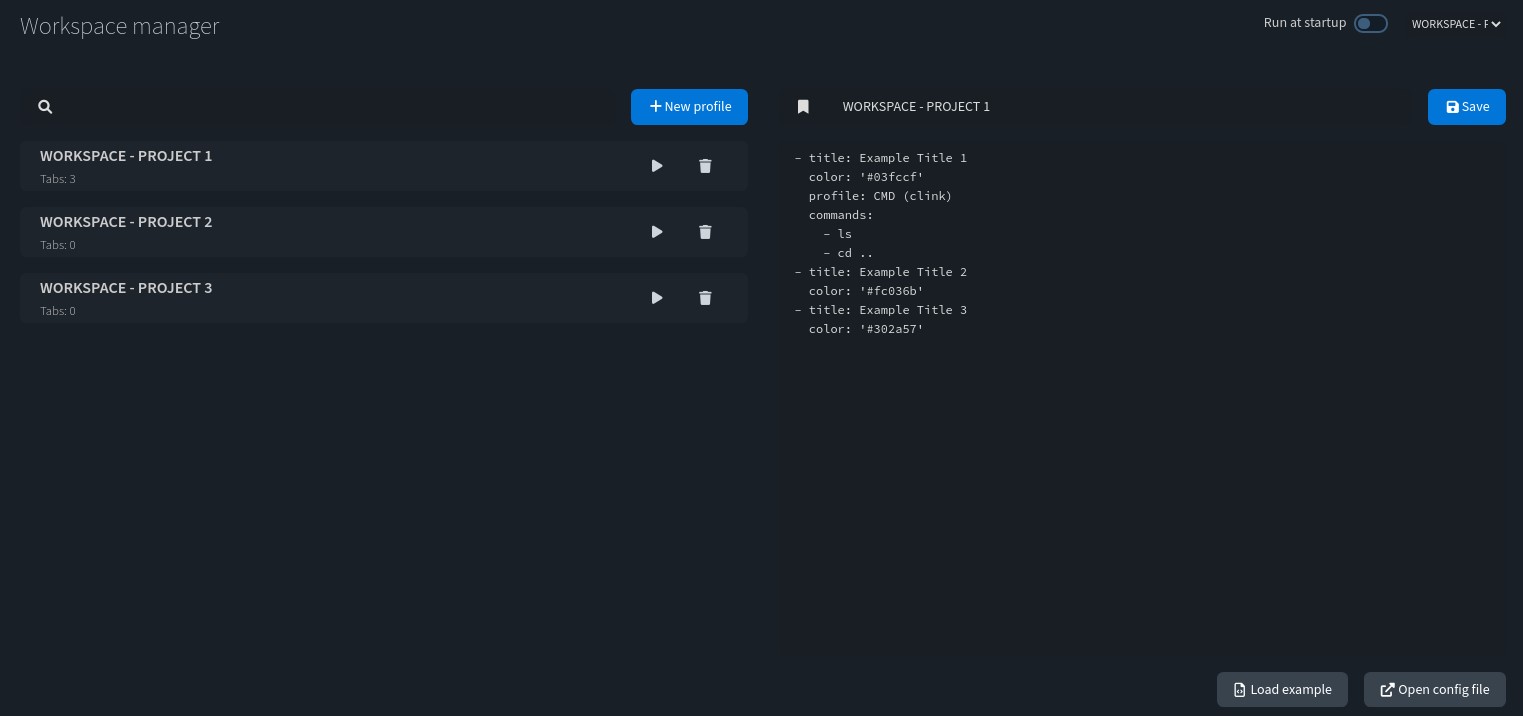 Workspace manager
Run at startup
WORKSPACE - F
New profile
WORKSPACE - PROJECT 1
Save
WORKSPACE - PROJECT 1
Tabs: 3
WORKSPACE - PROJECT 2
Tabs: 0
WORKSPACE - PROJECT 3
Tabs: 0
- title: Example Title 1
  color: '#03fccf'
  profile: CMD (clink)
  commands:
    - ls
    - cd ..
- title: Example Title 2
  color: '#fc036b'
- title: Example Title 3
  color: '#302a57'
Load example
Open config file